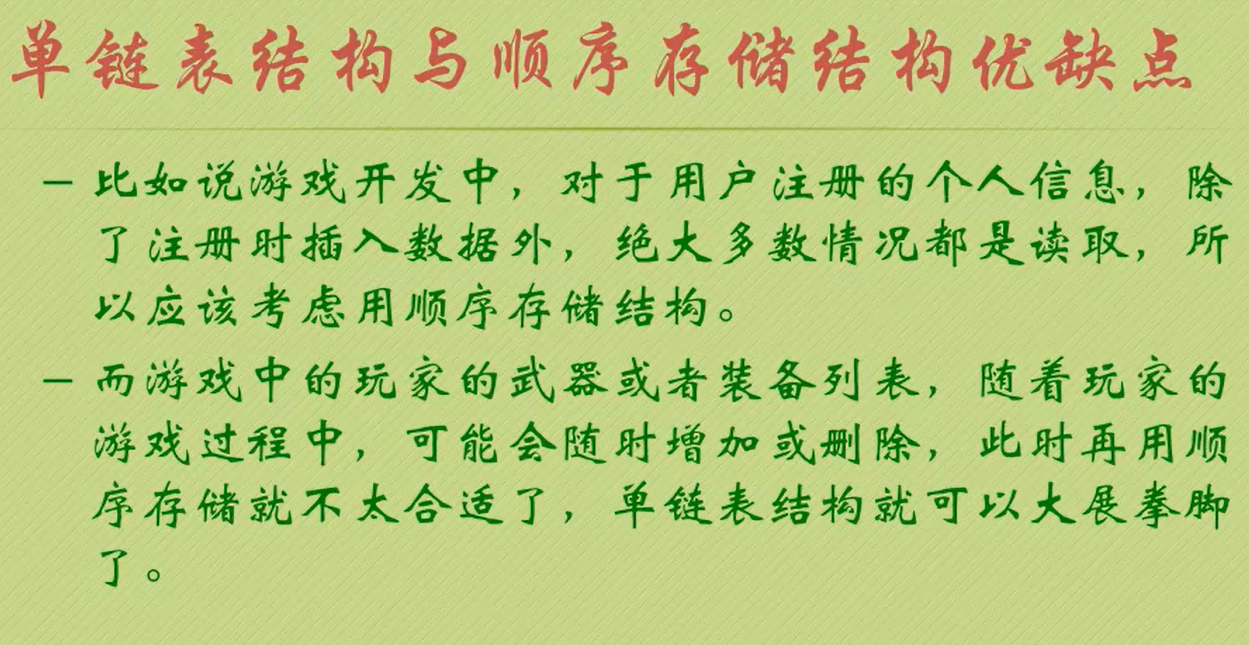 单链表结构与顺序存储结构优缺点
– 比如说游戏开发中，对于用户注册的个人信息，除
了注册时插入数据外，绝大多数情况都是读取，所
以应该考虑用顺序存储结构。
– 而游戏中的玩家的武器或者装备列表，随着玩家的
游戏过程中，可能会随时增加或删除，此时再用顺
序存储就不太合适了，单链表结构就可以大展拳脚
了。